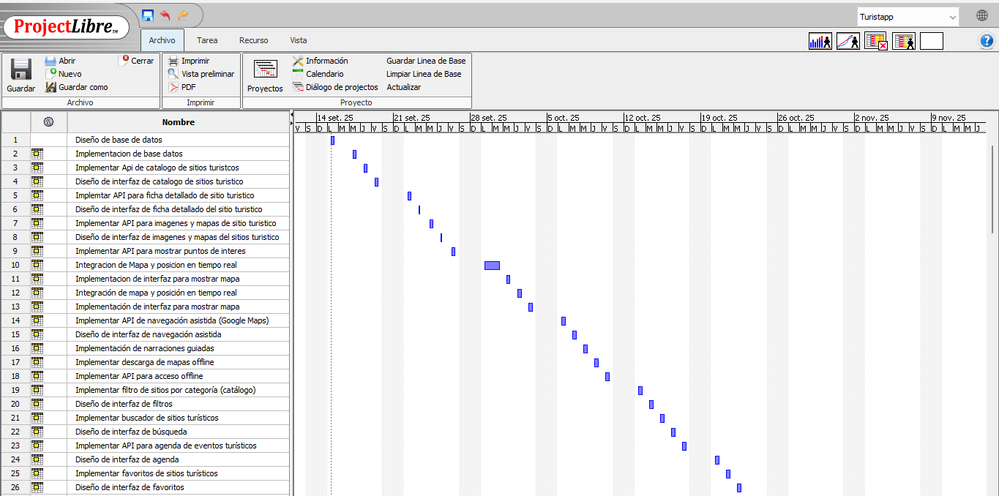 ProjectLibre™
Turistapp
Archivo Tarea Recurso Vista
Abrir Cerrar Imprimir Información Guardar Linea de Base
Nuevo Vista preliminar Calendario Limpiar Linea de Base
Guardar Guardar como PDF Proyectos Diálogo de projectos Actualizar
Archivo Imprimir Proyecto
14 set. 25 21 set. 25 28 set. 25 5 oct. 25 12 oct. 25 19 oct. 25 26 oct. 25 2 nov. 25 9 nov. 25
Nombre V S D L M M J V S D L M M J V S D L M M J V S D L M M J V S D L M M J V S D L M M J V S D L M M J V S D L M M J V S D L M M J
1 Diseño de base de datos
2 Implementacion de base datos
3 Implementar Api de catalogo de sitios turistcos
4 Diseño de interfaz de catalogo de sitios turistico
5 Implemtar API para ficha detallado de sitio turistico
6 Diseño de interfaz de ficha detallado del sitio turistico
7 Implementar API para imagenes y mapas de sitio turistico
8 Diseño de interfaz de imagenes y mapas del sitios turistico
9 Implementar API para mostrar puntos de interes
10 Integracion de Mapa y posicion en tiempo real
11 Implementacion de interfaz para mostrar mapa
12 Integración de mapa y posición en tiempo real
13 Implementación de interfaz para mostrar mapa
14 Implementar API de navegación asistida (Google Maps)
15 Diseño de interfaz de navegación asistida
16 Implementación de narraciones guiadas
17 Implementar descarga de mapas offline
18 Implementar API para acceso offline
19 Implementar filtro de sitios por categoría (catálogo)
20 Diseño de interfaz de filtros
21 Implementar buscador de sitios turísticos
22 Diseño de interfaz de búsqueda
23 Implementar API para agenda de eventos turísticos
24 Diseño de interfaz de agenda
25 Implementar favoritos de sitios turísticos
26 Diseño de interfaz de favoritos